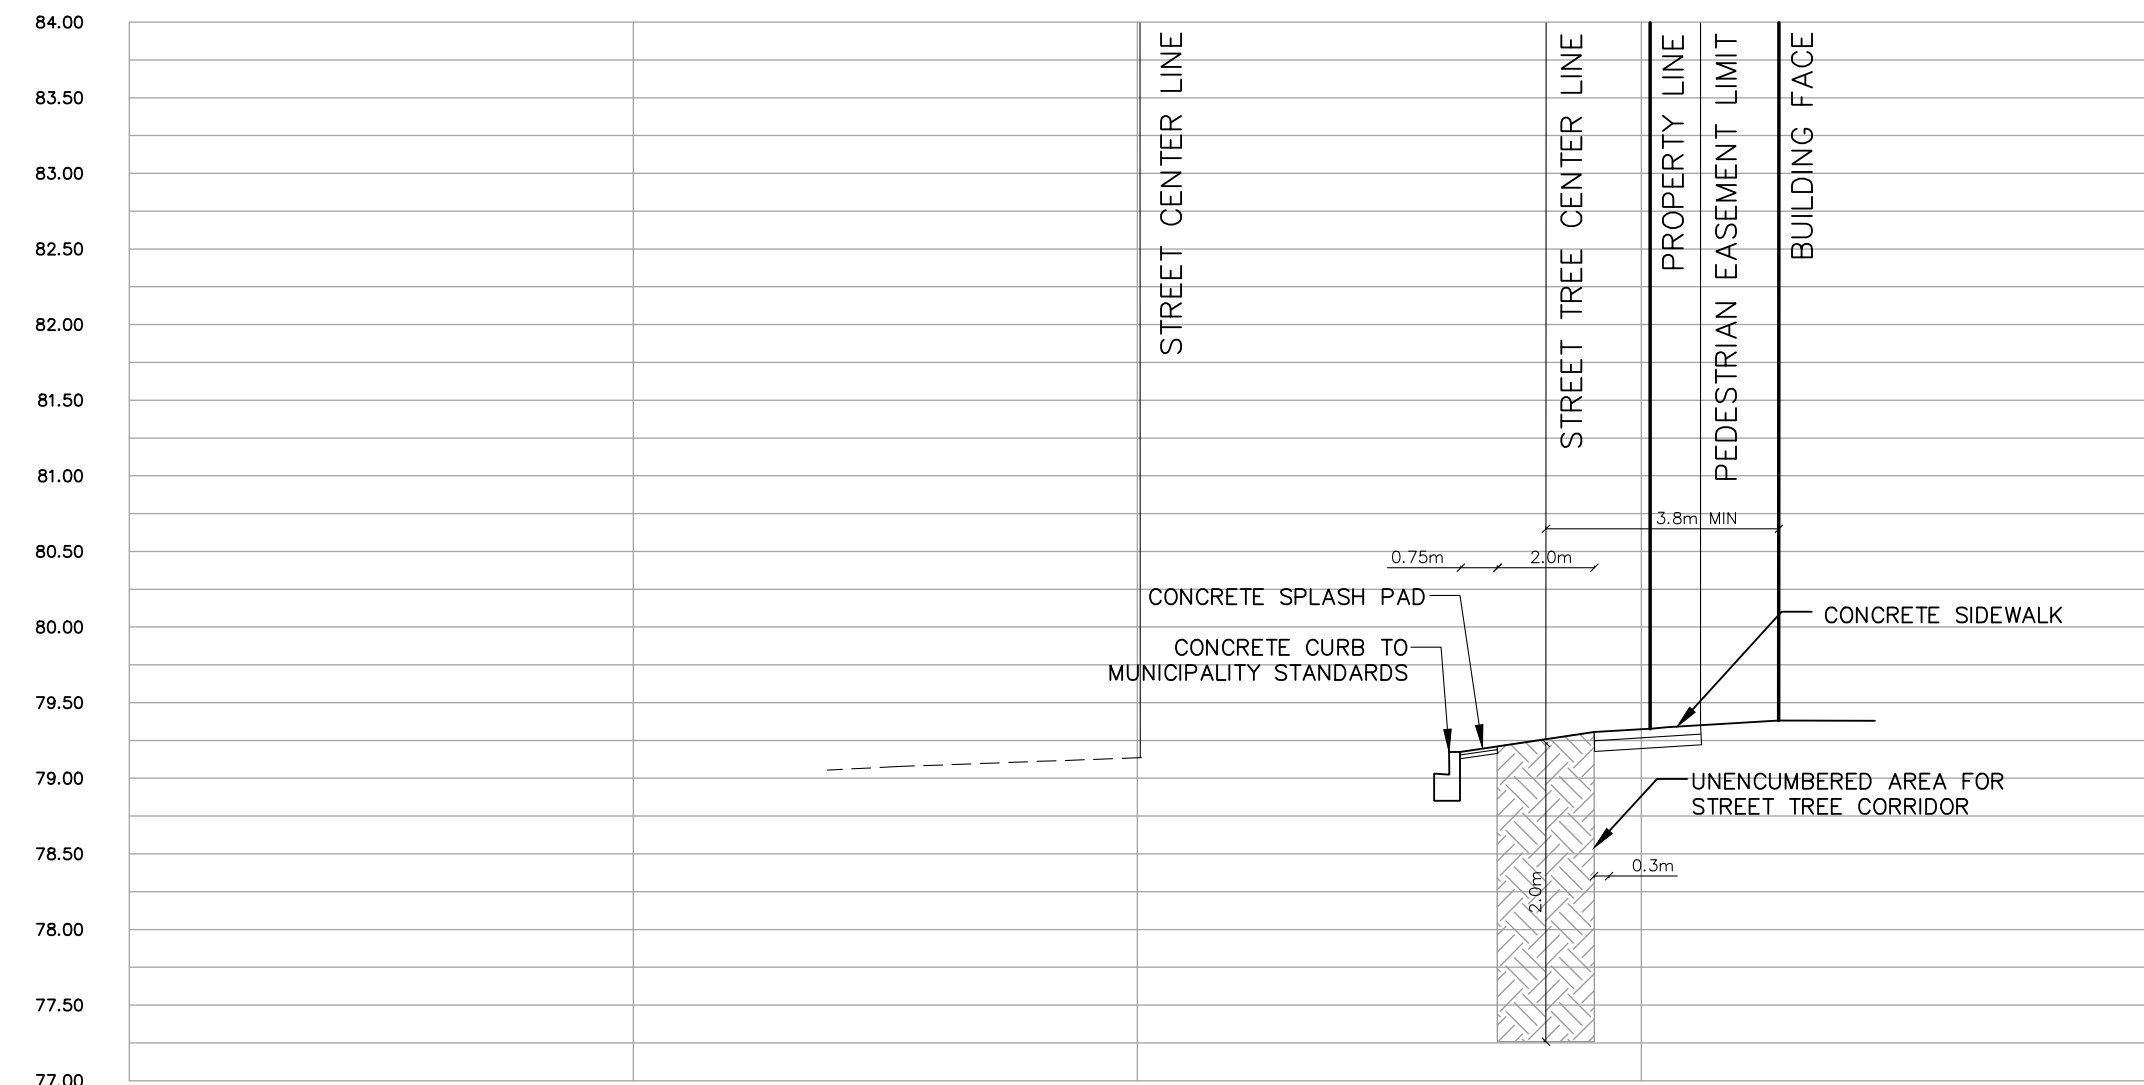 84.00
83.50
83.00
82.50
82.00
81.50
81.00
80.50
80.00
79.50
79.00
78.50
78.00
77.50
77.00
STREET CENTER LINE
STREET TREE CENTER LINE
PROPERTY LINE
PEDESTRIAN EASEMENT LIMIT
BUILDING FACE
3.8m MIN
0.75m
2.0m
CONCRETE SPLASH PAD
CONCRETE SIDEWALK
CONCRETE CURB TO
MUNICIPALITY STANDARDS
UNENCUMBERED AREA FOR
STREET TREE CORRIDOR
0.3m
2.0m